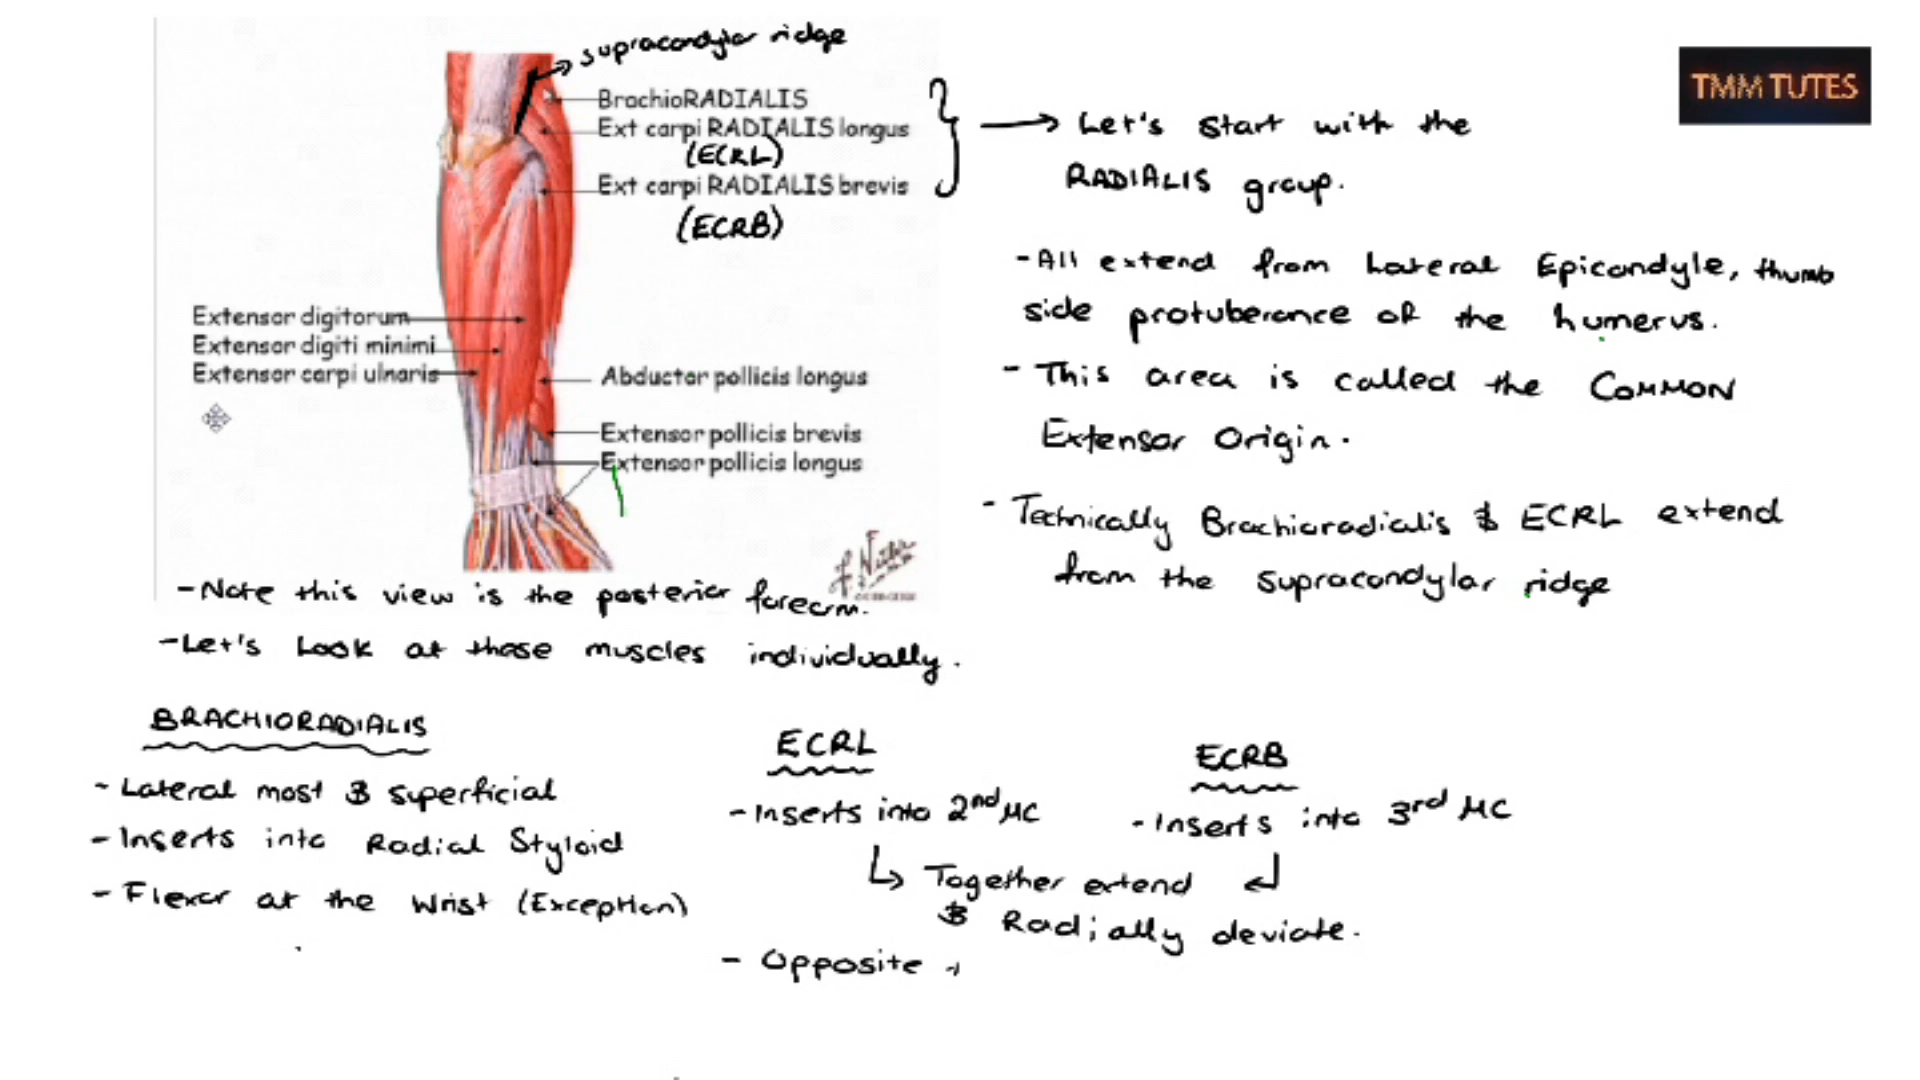 supracondylar ridge
TMM TUTES
BrachioRADIALIS
Ext carpi RADIALIS longus
(ECRL)
Ext carpi RADIALIS brevis
(ECRB)
Let's start with the
RADIALIS group.
- All extend from Lateral Epicondyle, thumb
side protuberance of the humerus.
- This area is called the COMMON
Extensor Origin.
- Technically Brachioradialis & ECRL extend
from the supracondylar ridge
Extensor digitorum
Extensor digiti minimi
Extensor carpi ulnaris
Abductor pollicis longus
Extensor pollicis brevis
Extensor pollicis longus
- Note this view is the posterior forearm.
- Let's Look at these muscles individually.
BRACHIORADIALIS
- Lateral most & superficial
- Inserts into Radial Styloid
- Flexor at the Wrist (Exception)
ECRL
- Inserts into 2nd MC
ECRB
- Inserts into 3rd MC
Together extend
& Radially deviate.
- Opposite